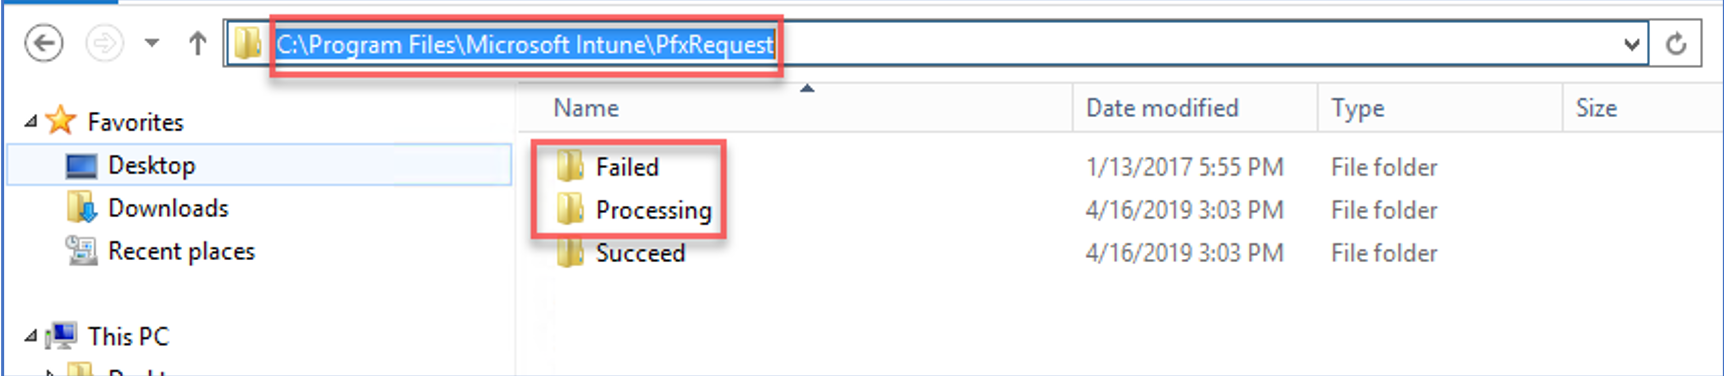 C:\Program Files\Microsoft Intune\PfxRequest
Name Date modified Type Size
Favorites
Desktop
Downloads
Recent places
This PC
Failed 1/13/2017 5:55 PM File folder
Processing 4/16/2019 3:03 PM File folder
Succeed 4/16/2019 3:03 PM File folder